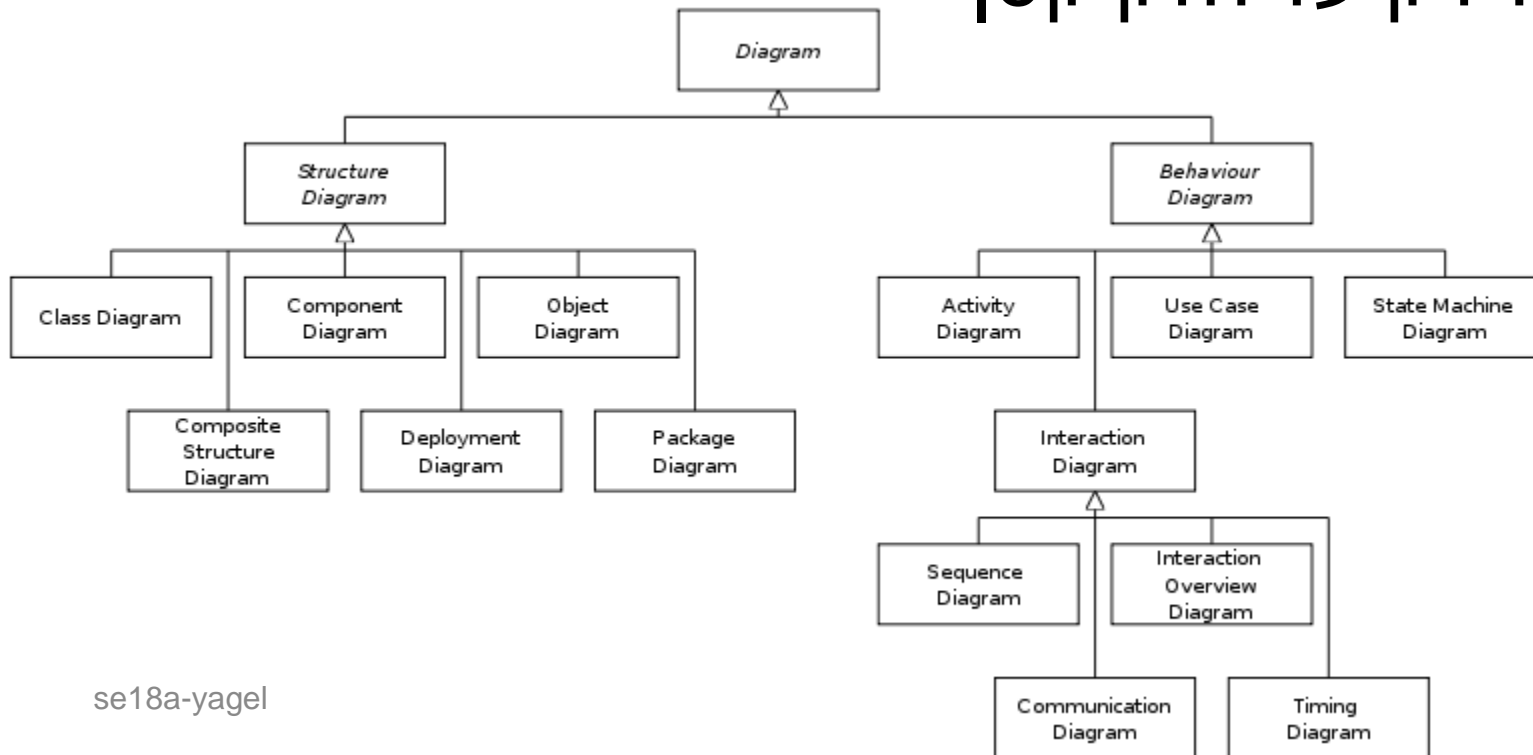 Diagram
Structure
Diagram
Behaviour
Diagram
Class Diagram
Component
Diagram
Object
Diagram
Activity
Diagram
Use Case
Diagram
State Machine
Diagram
Composite
Structure
Diagram
Deployment
Diagram
Package
Diagram
Interaction
Diagram
Sequence
Diagram
Interaction
Overview
Diagram
Communication
Diagram
Timing
Diagram
se18a-yagel